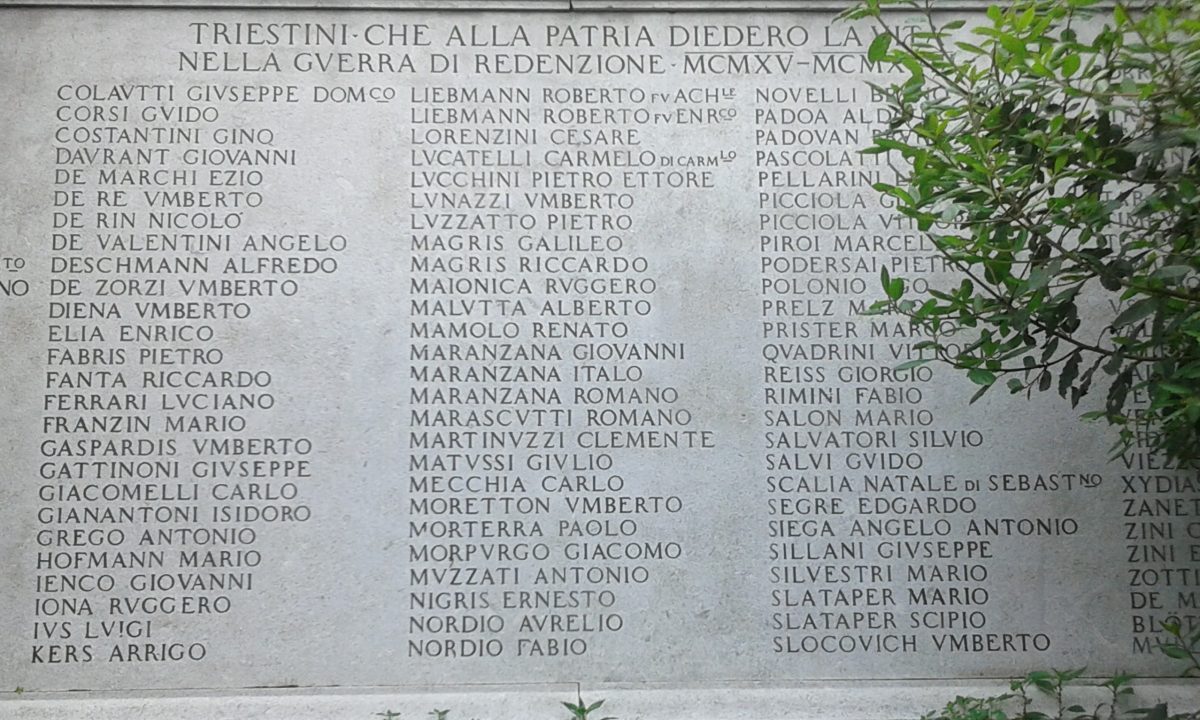 TRIESTINI·CHE ALLA PATRIA DIEDERO LA
NELLA GVERRA DI REDENZIONE·MCMXV-
COLAVTTI GIVSEPPE DOMCO
CORSI GVIDO
COSTANTINI GINO
DAVRANT GIOVANNI
DE MARCHI EZIO
DE RE VMBERTO
DE RIN NICOLÒ
DE VALENTINI ANGELO
DESCHMANN ALFREDO
DE ZORZI VMBERTO
DIENA VMBERTO
ELIA ENRICO
FABRIS PIETRO
FANTA RICCARDO
FERRARI LVCIANO
FRANZIN MARIO
GASPARDIS VMBERTO
GATTINONI GIVSEPPE
GIACOMELLI CARLO
GIANANTONI ISIDORO
GREGO ANTONIO
HOFMANN MARIO
IENCO GIOVANNI
IONA RVGGERO
IVS LVIGI
KERS ARRIGO
LIEBMANN ROBERTO FV ACHLE
LIEBMANN ROBERTO FV ENRCO
LORENZINI CESARE
LVCATELLI CARMELO DI CARMLO
LVCCHINI PIETRO ETTORE
LVNAZZI VMBERTO
LVZZATTO PIETRO
MAGRIS GALILEO
MAGRIS RICCARDO
MAIONICA RVGGERO
MALVTTA ALBERTO
MAMOLO RENATO
MARANZANA GIOVANNI
MARANZANA ITALO
MARANZANA ROMANO
MARASCVTTI ROMANO
MARTINVZZI CLEMENTE
MATVSSI GIVLIO
MECCHIA CARLO
MORETTON VMBERTO
MORTERRA PAOLO
MORPVRGO GIACOMO
MVZZATI ANTONIO
NIGRIS ERNESTO
NORDIO AVRELIO
NORDIO FABIO
NOVELLI
PADOA
PADOVAN
PASCOLATTI
PELLARINI
PICCIOLA
PICCIOLA
PIROI
PODERSAI PIETRO
POLONIO
PRELZ
PRISTER MARCO
QVADRINI
REISS GIORGIO
RIMINI FABIO
SALON MARIO
SALVATORI SILVIO
SALVI GVIDO
SCALIA NATALE DI SEBASTNO
SEGRE EDGARDO
SIEGA ANGELO ANTONIO
SILLANI GIVSEPPE
SILVESTRI MARIO
SLATAPER MARIO
SLATAPER SCIPIO
SLOCOVICH VMBERTO
ZINI
ZINI
DE